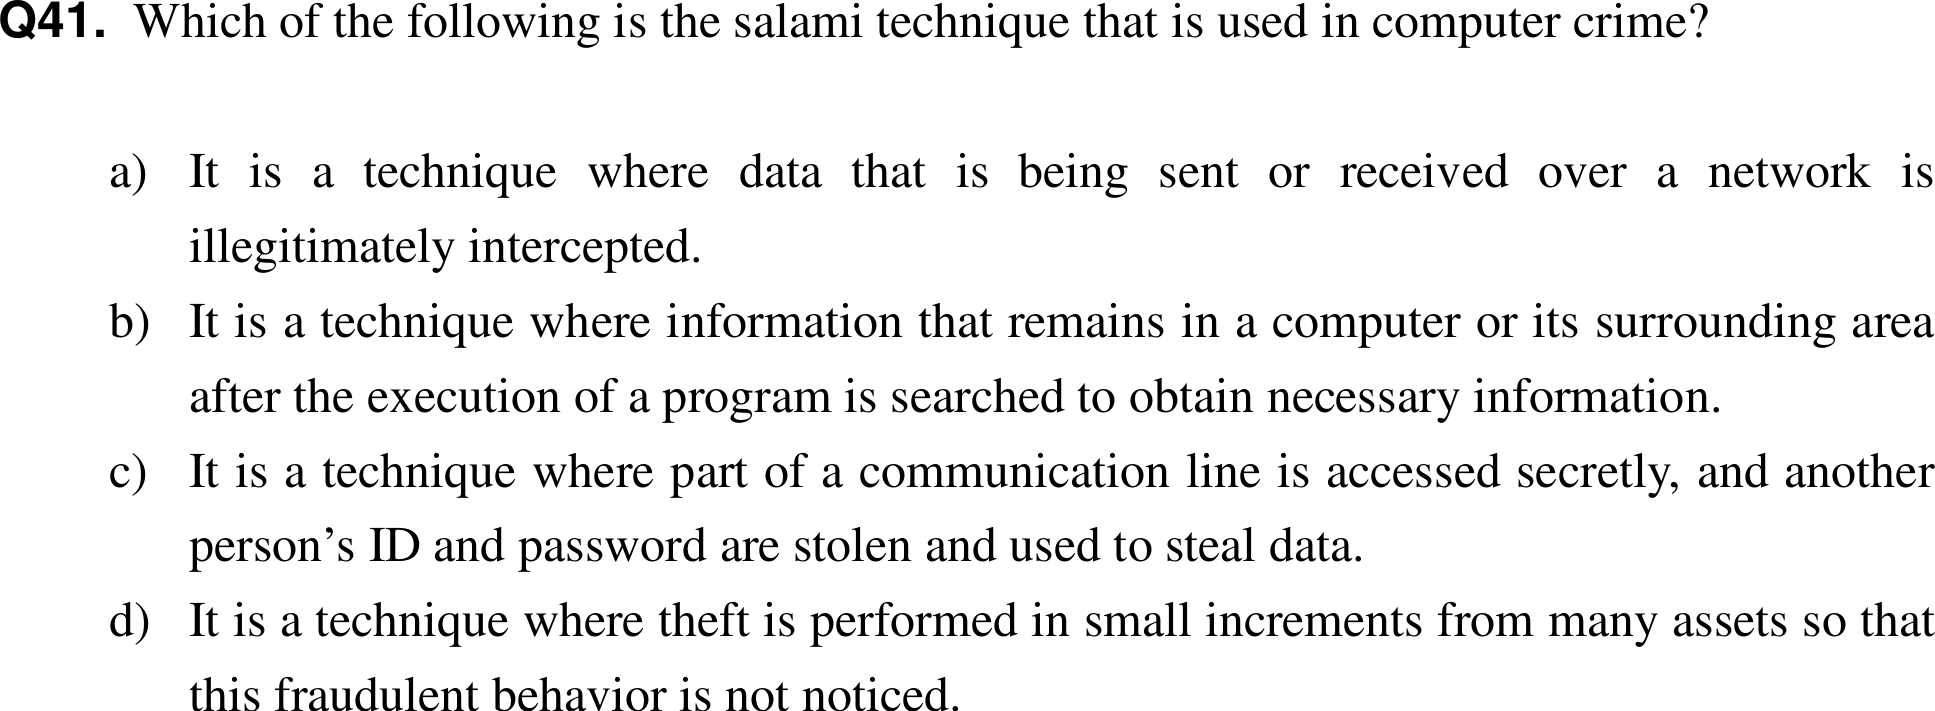 Q41. Which of the following is the salami technique that is used in computer crime?
a) It is a technique where data that is being sent or received over a network is
illegitimately intercepted.
b) It is a technique where information that remains in a computer or its surrounding area
after the execution of a program is searched to obtain necessary information.
c) It is a technique where part of a communication line is accessed secretly, and another
person’s ID and password are stolen and used to steal data.
d) It is a technique where theft is performed in small increments from many assets so that
this fraudulent behavior is not noticed.